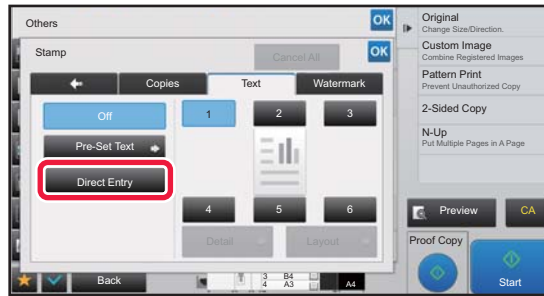 Others
OK
Stamp
Cancel All
OK
Copies
Text
Watermark
Off
1
2
3
Pre-Set Text
Direct Entry
4
5
6
Detail
Layout
Back
3 B4
4 A3
A4
Original
Change Size/Direction.
Custom Image
Combine Registered Images
Pattern Print
Prevent Unauthorized Copy
2-Sided Copy
N-Up
Put Multiple Pages in A Page
Preview
CA
Proof Copy
Start